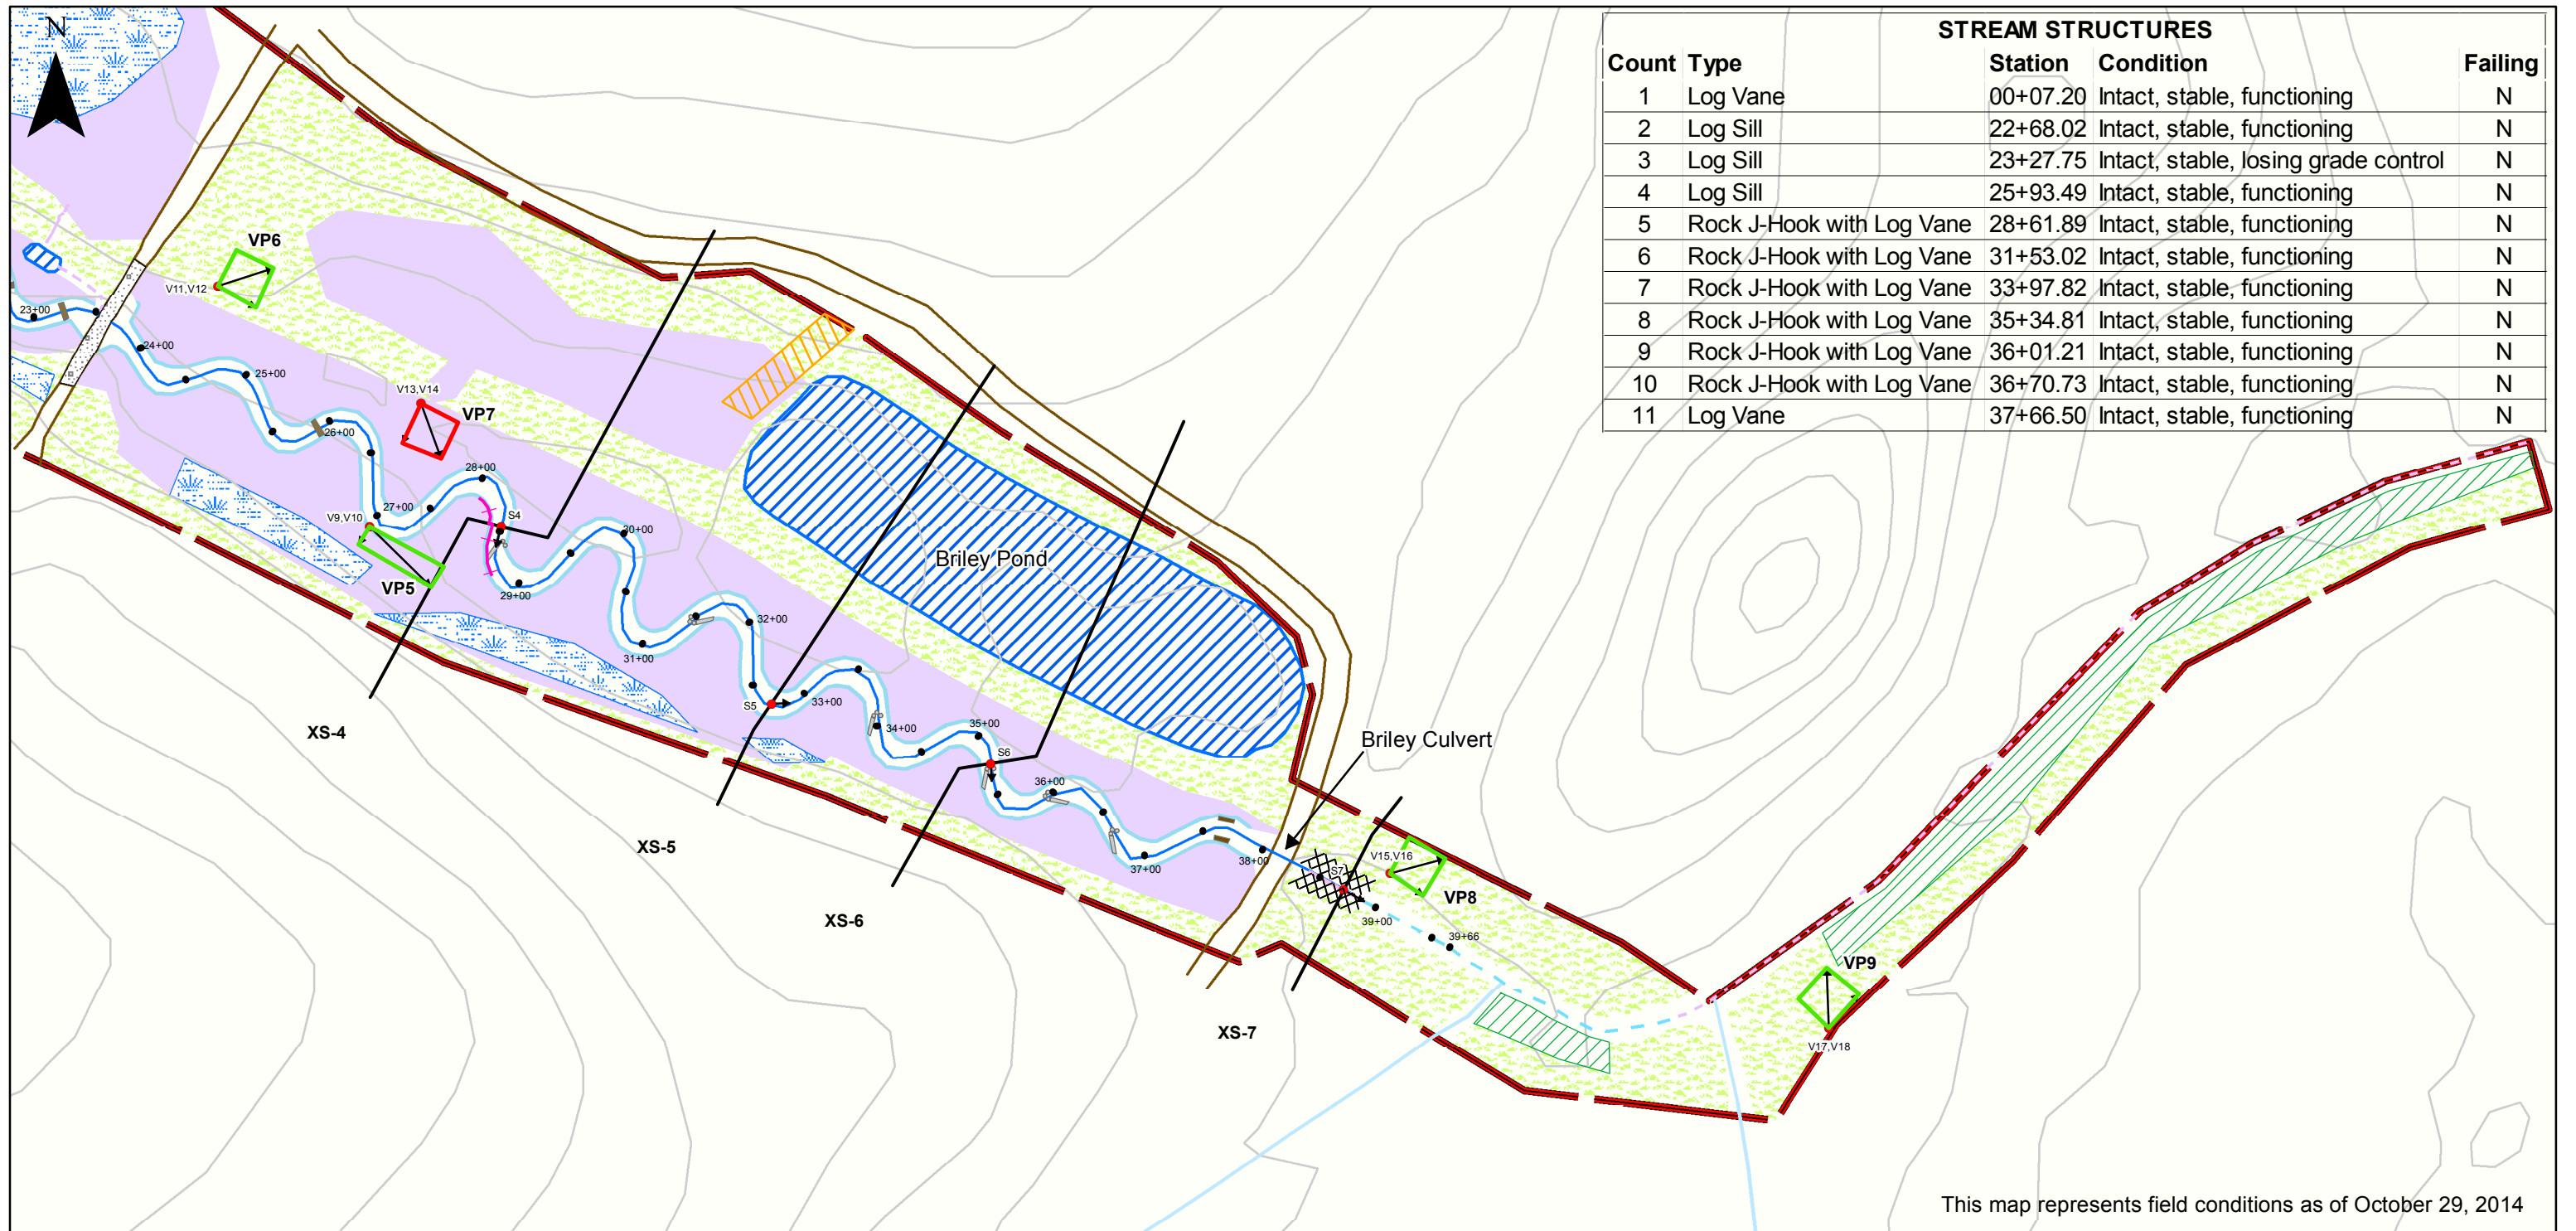 N
STREAM STRUCTURES
Count Type Station Condition Failing
1 Log Vane 00+07.20 Intact, stable, functioning N
2 Log Sill 22+68.02 Intact, stable, functioning N
3 Log Sill 23+27.75 Intact, stable, losing grade control N
4 Log Sill 25+93.49 Intact, stable, functioning N
5 Rock J-Hook with Log Vane 28+61.89 Intact, stable, functioning N
6 Rock J-Hook with Log Vane 31+53.02 Intact, stable, functioning N
7 Rock J-Hook with Log Vane 33+97.82 Intact, stable, functioning N
8 Rock J-Hook with Log Vane 35+34.81 Intact, stable, functioning N
9 Rock J-Hook with Log Vane 36+01.21 Intact, stable, functioning N
10 Rock J-Hook with Log Vane 36+70.73 Intact, stable, functioning N
11 Log Vane 37+66.50 Intact, stable, functioning N
VP6
V11,V12
23+00
24+00
25+00
V13,V14
VP7
26+00
28+00
27+00
V9,V10
S4
30+00
VP5
29+00
Briley Pond
32+00
31+00
S5
33+00
XS-4
34+00
35+00
S6
Briley Culvert
36+00
XS-5
37+00
38+00
V15,V16
S7
VP8
XS-6
39+00
39+66
VP9
XS-7
V17,V18
This map represents field conditions as of October 29, 2014